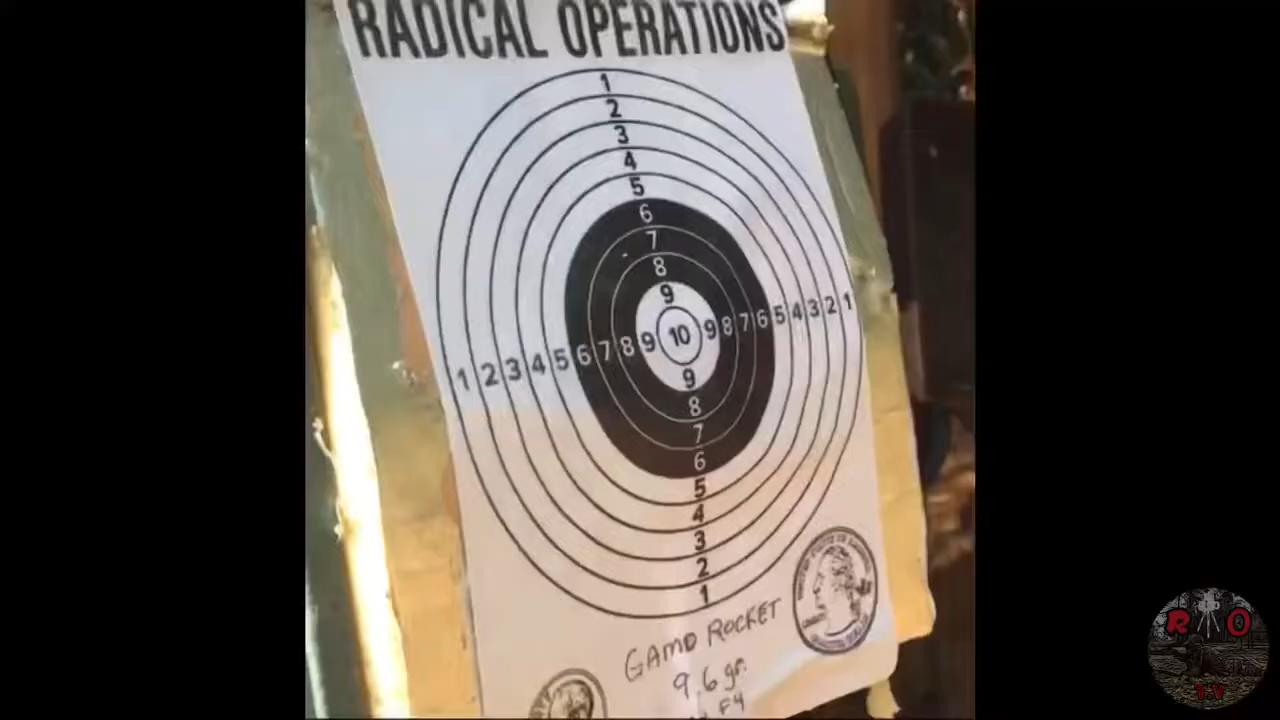 RADICAL OPERATIONS
1
2
3
4
5
6
7
8
9
1 2 3 4 5 6 7 8 9 10 9 8 7 6 5 4 3 2 1
9
8
7
6
5
4
3
2
1
GAMO ROCKET
9.6 gr.
F4
R O
T.V